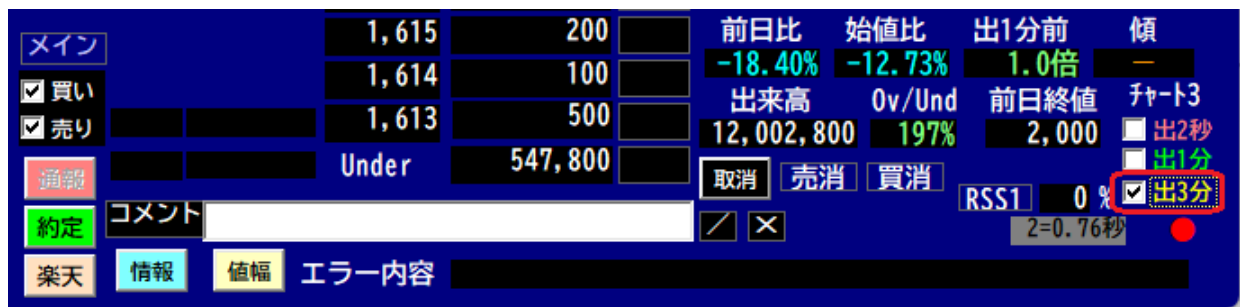 メイン
買い
売り
通報
約定
楽天
1,615 200
1,614 100
1,613 500
Under 547,800
コメント
情報 値幅 エラー内容
前日比 始値比 出1分前 傾
-18.40% -12.73% 1.0倍 －
出来高 Ov/Und 前日終値 ﾁｬｰﾄ3
12,002,800 197% 2,000
出2秒
出1分
出3分
取消 売消 買消
RSS1 0 %
／ ×
2=0.76秒